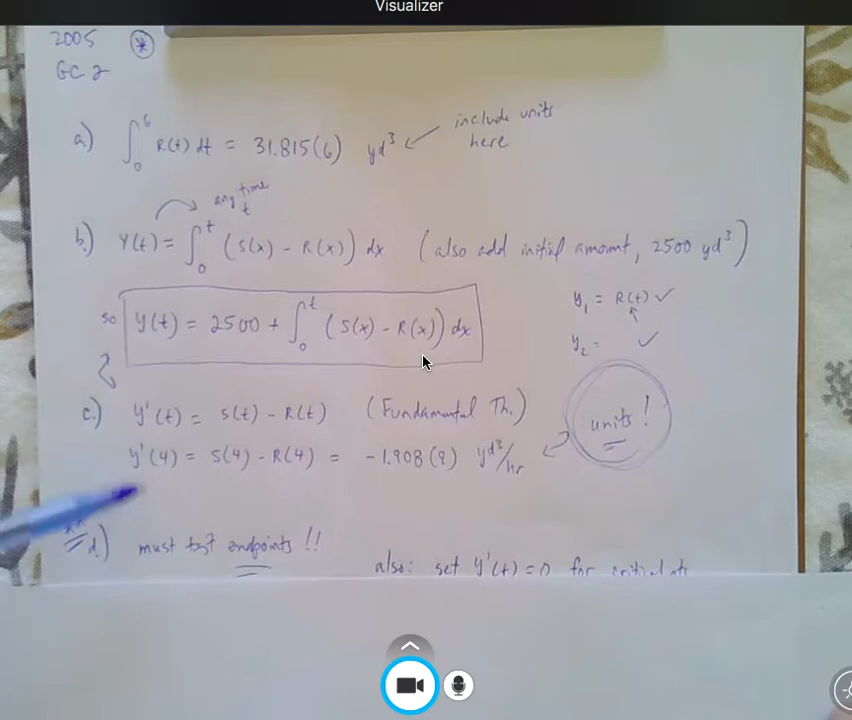 Visualizer
2005 *
GC 2
a) ∫₀⁶ R(t) dt = 31.815(6) yd³ ← include units here
any time t
b.) Y(t) = ∫₀ᵗ (S(x) - R(x)) dx (also add initial amount, 2500 yd³)
so Y(t) = 2500 + ∫₀ᵗ (S(x) - R(x)) dx
y₁ = R(t) ✓
y₂ = ✓
c.) y'(t) = S(t) - R(t) (Fundamental Th.)
units!
y'(4) = S(4) - R(4) = -1.908(9) yd³/hr
d.) must test endpoints !!
also: set y'(t) = 0 for critical pts